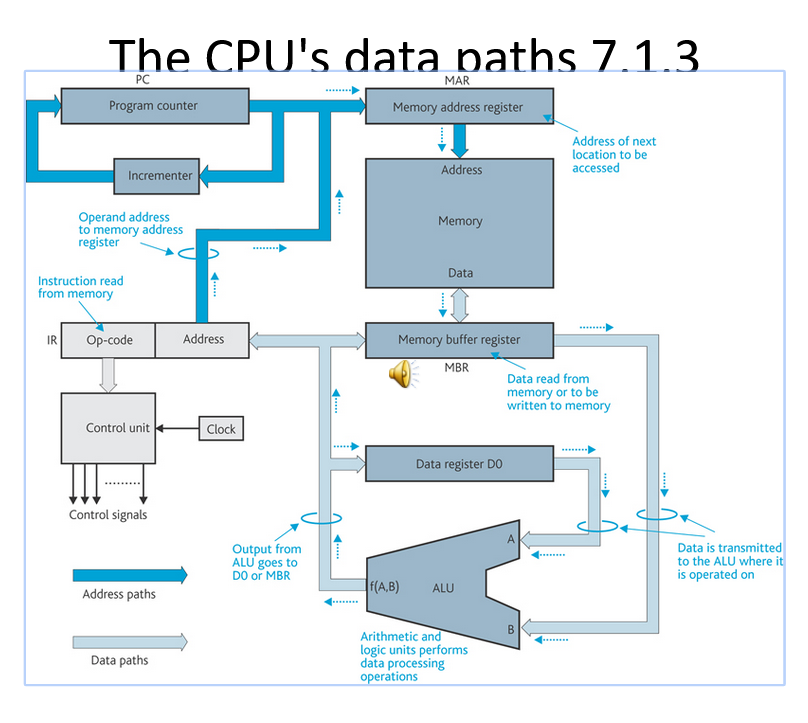 The CPU's data paths 7.1.3
PC
MAR
Program counter
Memory address register
Address of next
location to be
accessed
Incrementer
Address
Memory
Data
Operand address
to memory address
register
Instruction read
from memory
IR
Op-code
Address
Memory buffer register
MBR
Data read from
memory or to be
written to memory
Control unit
Clock
Control signals
Data register D0
Output from
ALU goes to
D0 or MBR
A
f(A,B)
ALU
B
Data is transmitted
to the ALU where it
is operated on
Arithmetic and
logic units performs
data processing
operations
Address paths
Data paths